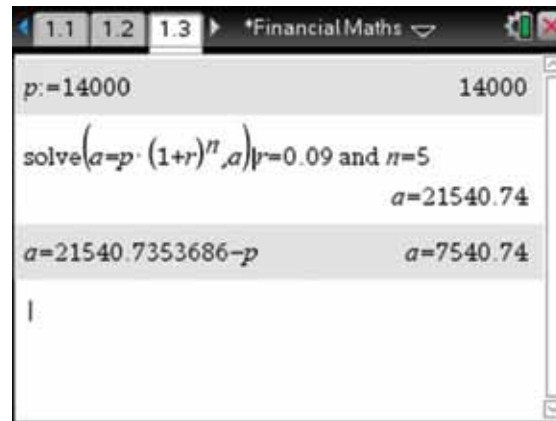 1.1 1.2 1.3 *Financial Maths
p:=14000 14000
solve(a=p·(1+r)^n,a)|r=0.09 and n=5
a=21540.74
a=21540.7353686−p a=7540.74